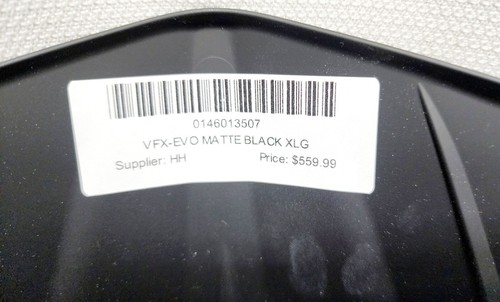 0146013507
VFX-EVO MATTE BLACK XLG
Supplier: HH Price: $559.99